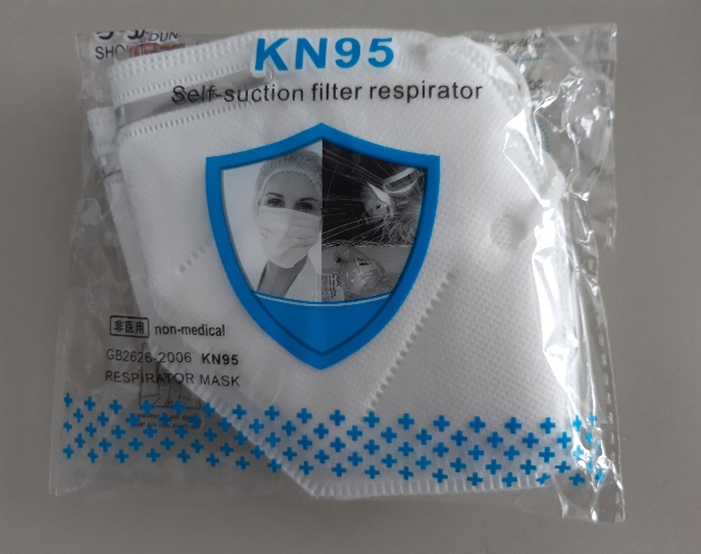 KN95
Self-suction filter respirator
非医用 non-medical
GB2626-2006 KN95
RESPIRATOR MASK